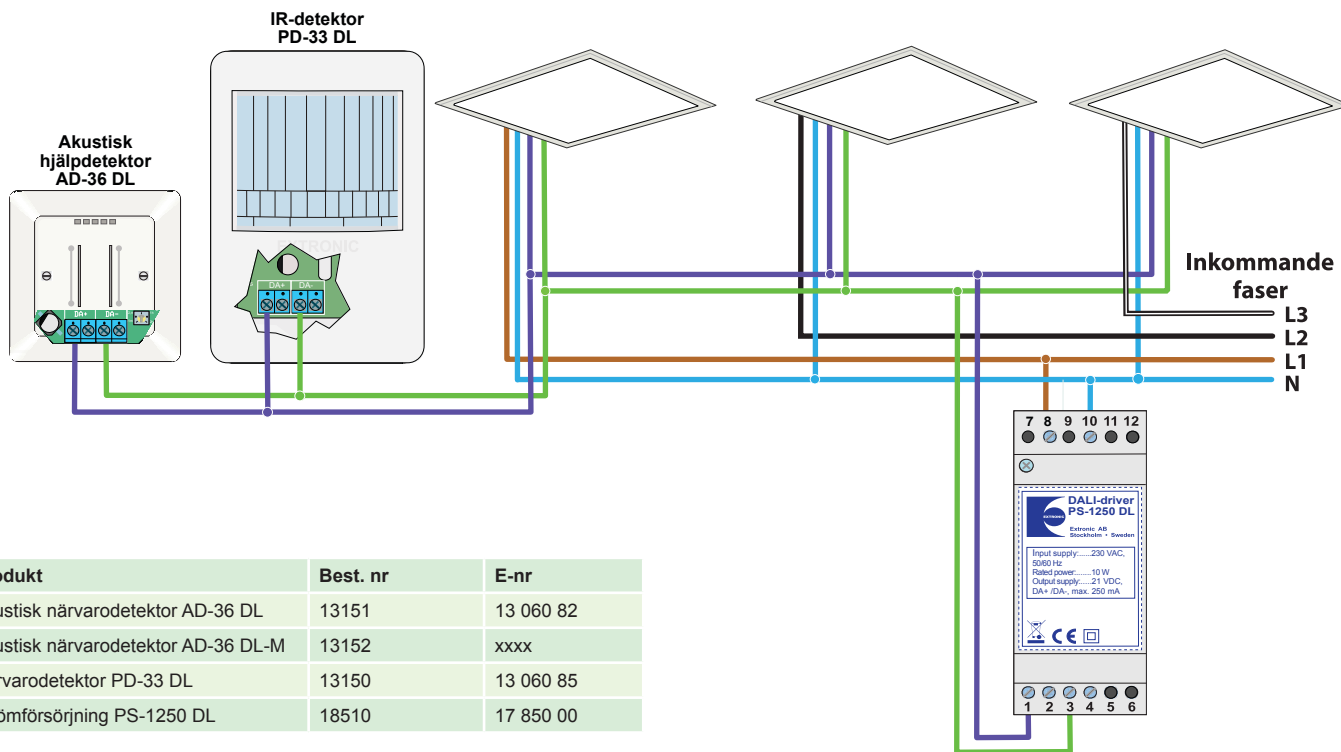 IR-detektor
PD-33 DL
Akustisk
hjälpdetektor
AD-36 DL
EXTRONIC
DA+ DA-
DA+ DA-
Inkommande
faser
L3
L2
L1
N
7 8 9 10 11 12
EXTRONIC
DALI-driver
PS-1250 DL
Extronic AB
Stockholm • Sweden
Input supply:......230 VAC,
50/60 Hz
Rated power:........10 W
Output supply:.....21 VDC,
DA+ /DA-, max. 250 mA
CE
1 2 3 4 5 6
odukt Best. nr E-nr
ustisk närvarodetektor AD-36 DL 13151 13 060 82
ustisk närvarodetektor AD-36 DL-M 13152 xxxx
rvarodetektor PD-33 DL 13150 13 060 85
ömförsörjning PS-1250 DL 18510 17 850 00